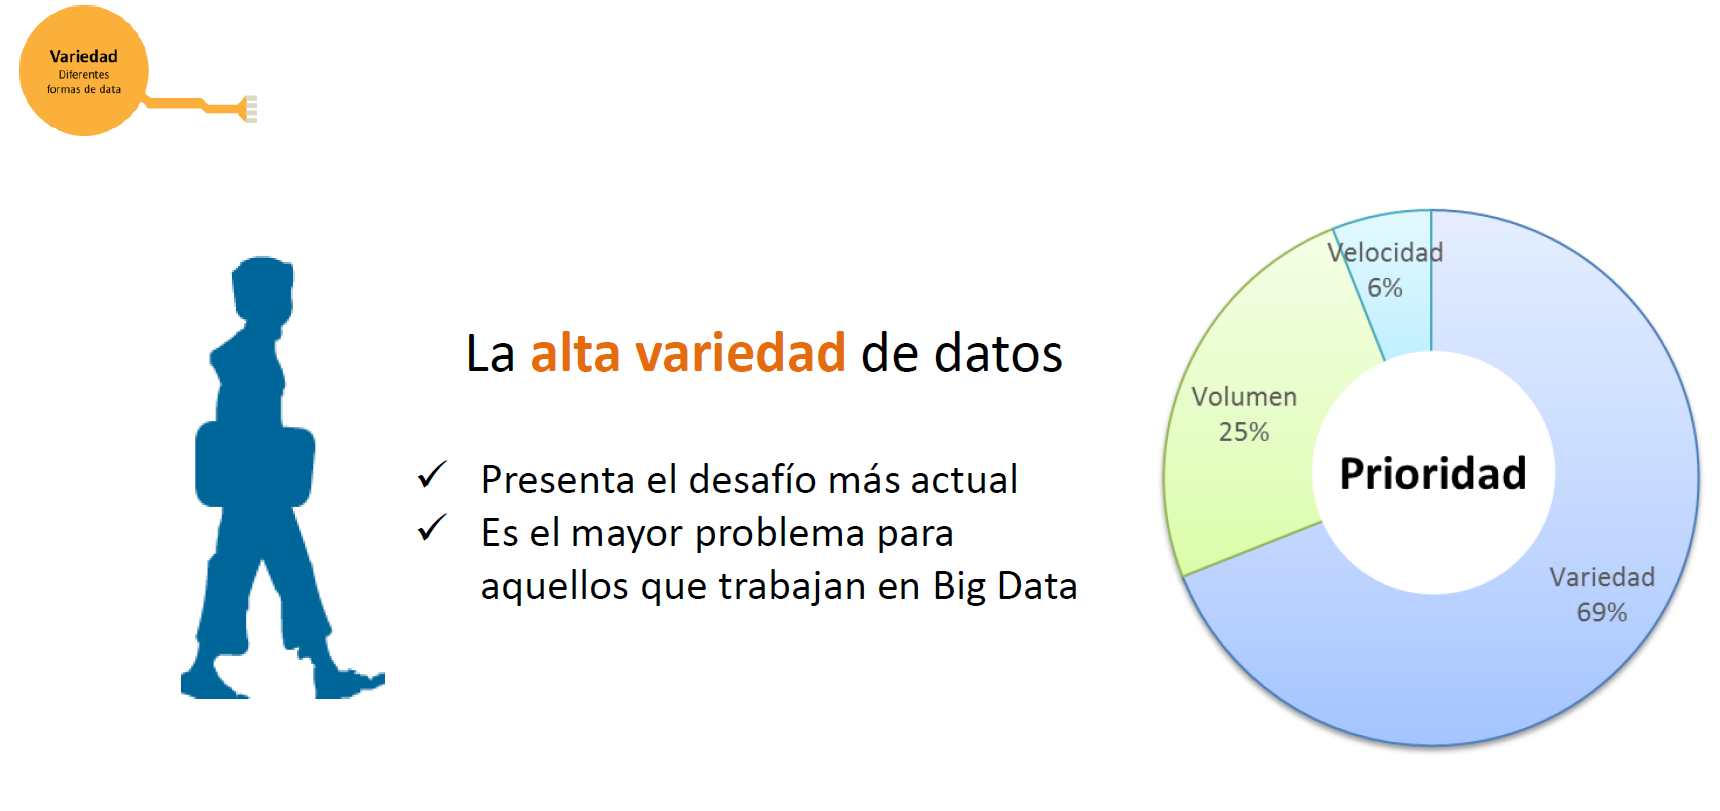 Variedad
Diferentes
formas de data
La alta variedad de datos
✓ Presenta el desafío más actual
✓ Es el mayor problema para
aquellos que trabajan en Big Data
Velocidad
6%
Volumen
25%
Prioridad
Variedad
69%